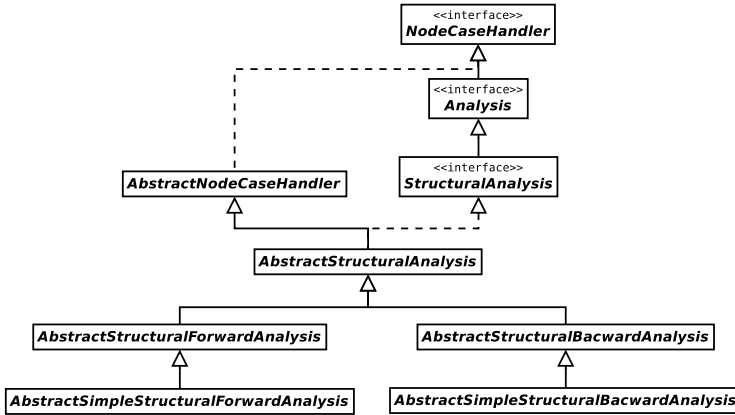 <<interface>>
NodeCaseHandler
<<interface>>
Analysis
AbstractNodeCaseHandler
<<interface>>
StructuralAnalysis
AbstractStructuralAnalysis
AbstractStructuralForwardAnalysis
AbstractStructuralBacwardAnalysis
AbstractSimpleStructuralForwardAnalysis
AbstractSimpleStructuralBacwardAnalysis